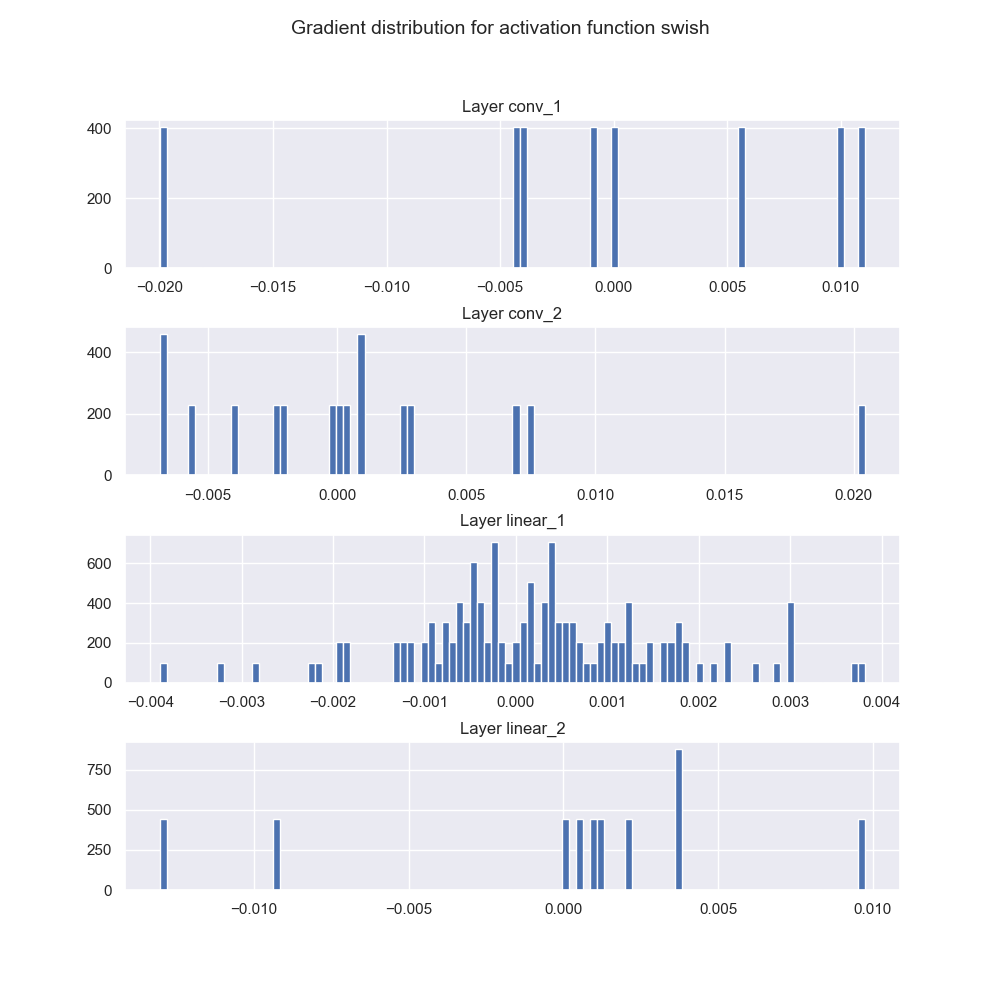 Gradient distribution for activation function swish
Layer conv_1
400
200
0
−0.020 −0.015 −0.010 −0.005 0.000 0.005 0.010
Layer conv_2
400
200
0
−0.005 0.000 0.005 0.010 0.015 0.020
Layer linear_1
600
400
200
0
−0.004 −0.003 −0.002 −0.001 0.000 0.001 0.002 0.003 0.004
Layer linear_2
750
500
250
0
−0.010 −0.005 0.000 0.005 0.010